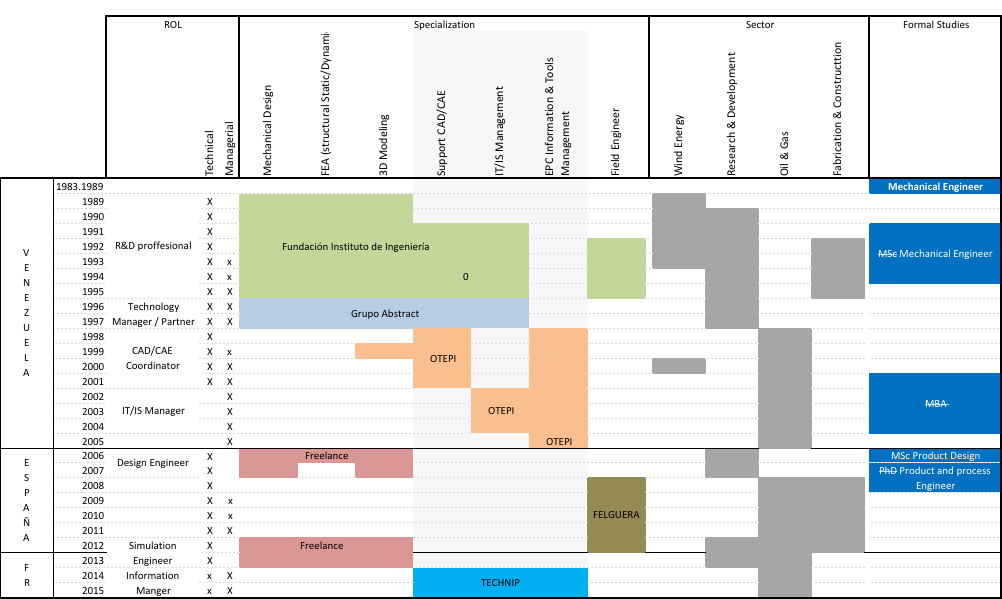 ROL Specialization Sector Formal Studies
Technical
Managerial
Mechanical Design
FEA (structural Static/Dynami
3D Modeling
Support CAD/CAE
IT/IS Management
EPC Information & Tools
Management
Field Engineer
Wind Energy
Research & Development
Oil & Gas
Fabrication & Constructtion
VENEZUELA
1983.1989 Mechanical Engineer
1989 X
1990 X
1991 X
1992 R&D proffesional X Fundación Instituto de Ingeniería
1993 X x MSc Mechanical Engineer
1994 X x 0
1995 X X
1996 Technology X X
1997 Manager / Partner X X Grupo Abstract
1998 X
1999 CAD/CAE X x OTEPI
2000 Coordinator X X
2001 X X
2002 X
2003 IT/IS Manager X OTEPI MBA
2004 X
2005 X OTEPI
ESPAÑA
2006 Design Engineer X Freelance MSc Product Design
2007 X PhD Product and process
2008 X Engineer
2009 X x
2010 X x FELGUERA
2011 X X
2012 Simulation X Freelance
FR
2013 Engineer X
2014 Information x X TECHNIP
2015 Manger x X